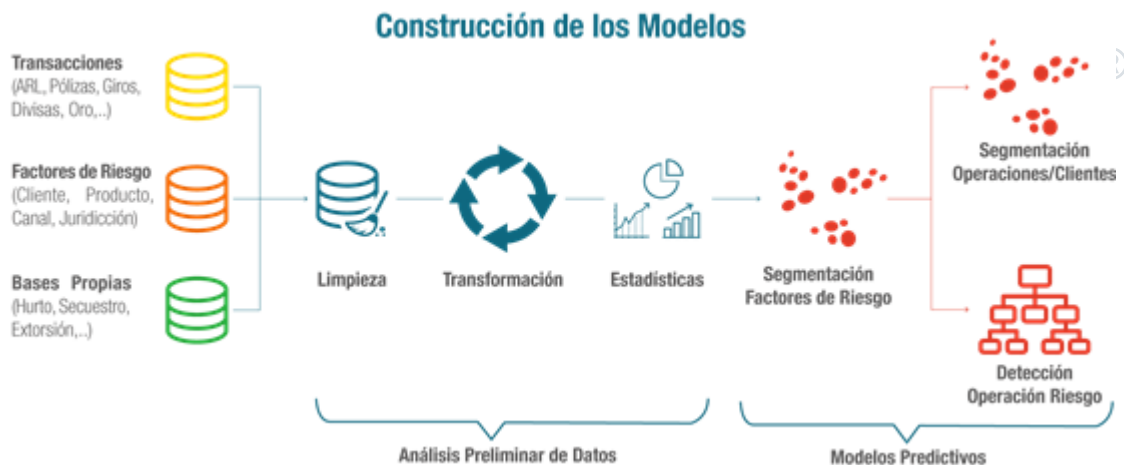 Construcción de los Modelos
Transacciones
(ARL, Pólizas, Giros,
Divisas, Oro,..)
Factores de Riesgo
(Cliente, Producto,
Canal, Juridicción)
Bases Propias
(Hurto, Secuestro,
Extorsión,..)
Limpieza
Transformación
Estadísticas
Segmentación
Factores de Riesgo
Segmentación
Operaciones/Clientes
Detección
Operación Riesgo
Análisis Preliminar de Datos
Modelos Predictivos